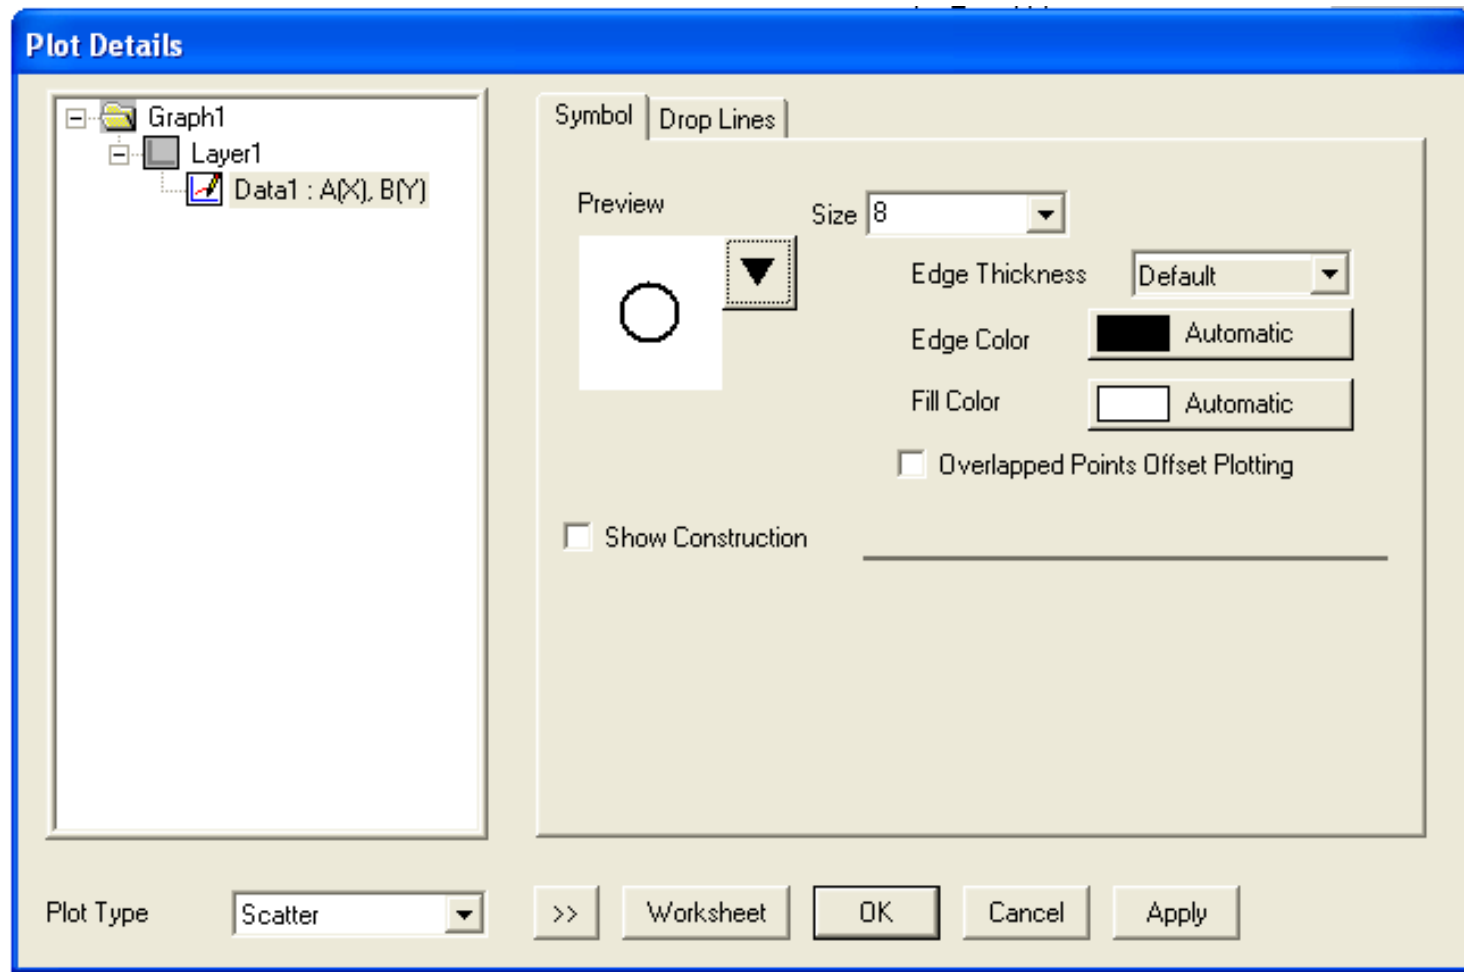 Plot Details
Graph1
Layer1
Data1 : A(X), B(Y)
Symbol
Drop Lines
Preview
Size
8
Edge Thickness
Default
Edge Color
Automatic
Fill Color
Automatic
Overlapped Points Offset Plotting
Show Construction
Plot Type
Scatter
>>
Worksheet
OK
Cancel
Apply